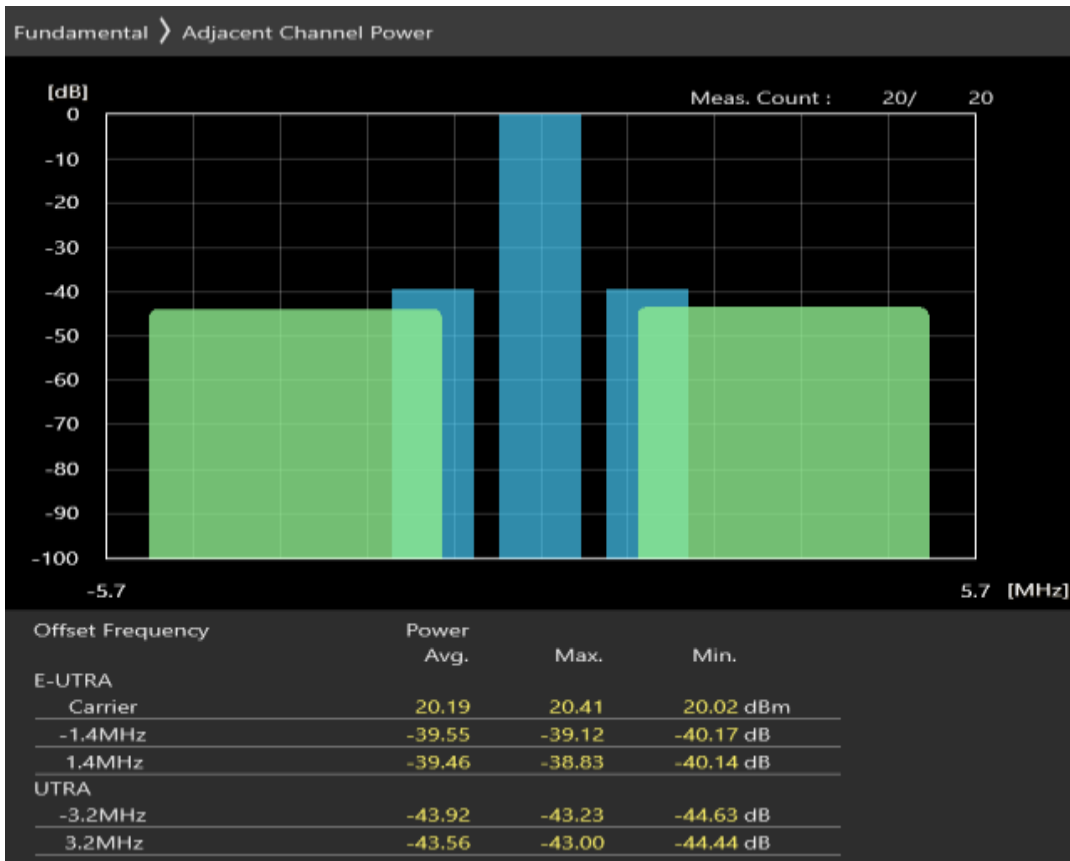 Fundamental 〉 Adjacent Channel Power
[dB]
Meas. Count : 20/ 20
0
-10
-20
-30
-40
-50
-60
-70
-80
-90
-100
-5.7 5.7 [MHz]
Offset Frequency Power
Avg. Max. Min.
E-UTRA
Carrier 20.19 20.41 20.02 dBm
-1.4MHz -39.55 -39.12 -40.17 dB
1.4MHz -39.46 -38.83 -40.14 dB
UTRA
-3.2MHz -43.92 -43.23 -44.63 dB
3.2MHz -43.56 -43.00 -44.44 dB